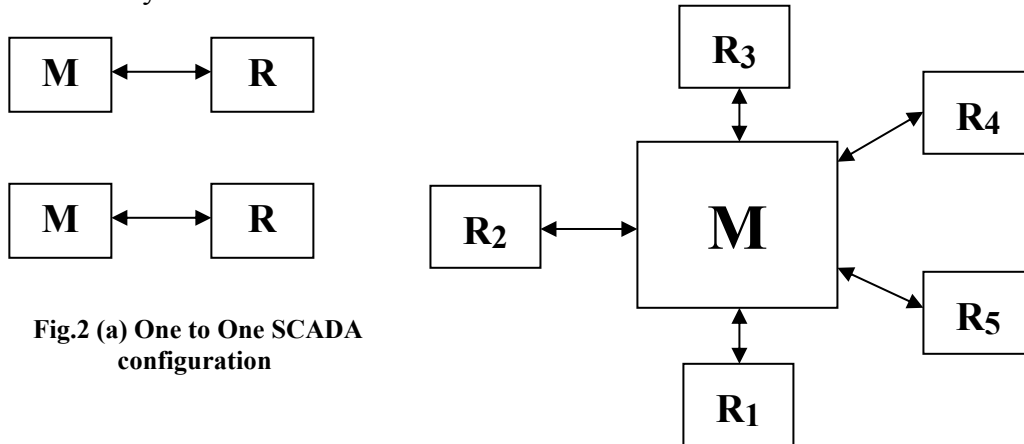 M R
M R
Fig.2 (a) One to One SCADA
configuration
R3
R4
R2
M
R5
R1